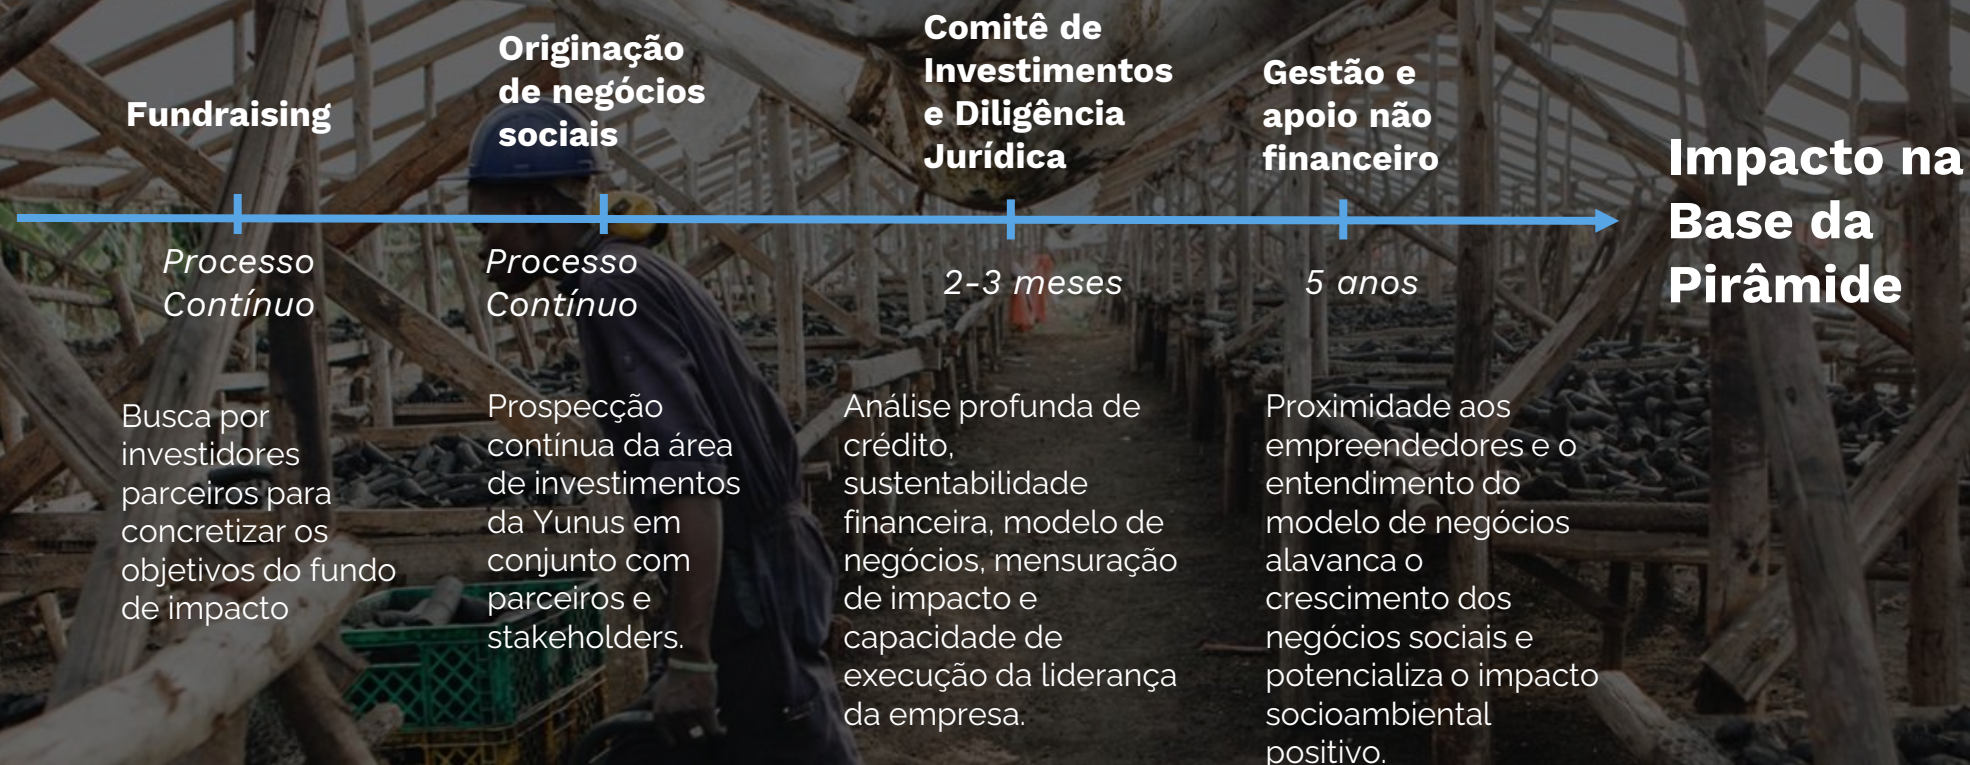 Fundraising
Processo
Contínuo
Busca por
investidores
parceiros para
concretizar os
objetivos do fundo
de impacto
Originação
de negócios
sociais
Processo
Contínuo
Prospecção
contínua da área
de investimentos
da Yunus em
conjunto com
parceiros e
stakeholders.
Comitê de
Investimentos
e Diligência
Jurídica
2-3 meses
Análise profunda de
crédito,
sustentabilidade
financeira, modelo de
negócios, mensuração
de impacto e
capacidade de
execução da liderança
da empresa.
Gestão e
apoio não
financeiro
5 anos
Proximidade aos
empreendedores e o
entendimento do
modelo de negócios
alavanca o
crescimento dos
negócios sociais e
potencializa o impacto
socioambiental
positivo.
Impacto na
Base da
Pirâmide